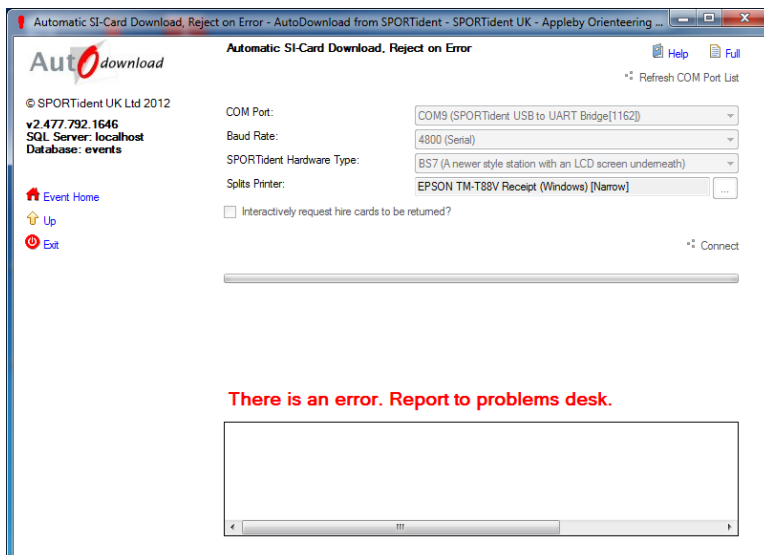 Automatic SI-Card Download, Reject on Error - AutoDownload from SPORTident - SPORTident UK - Appleby Orienteering ...
AutOdownload
Automatic SI-Card Download, Reject on Error
Help
Full
Refresh COM Port List
© SPORTident UK Ltd 2012
v2.477.792.1646
SQL Server: localhost
Database: events
Event Home
Up
Exit
COM Port:
COM9 (SPORTident USB to UART Bridge[1162])
Baud Rate:
4800 (Serial)
SPORTident Hardware Type:
BS7 (A newer style station with an LCD screen underneath)
Splits Printer:
EPSON TM-T88V Receipt (Windows) [Narrow]
...
Interactively request hire cards to be returned?
Connect
There is an error. Report to problems desk.